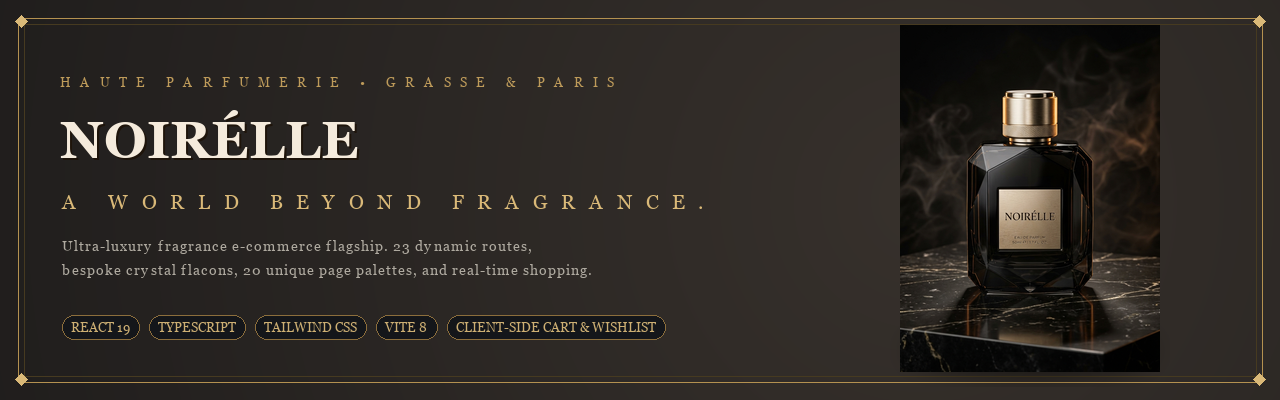 HAUTE PARFUMERIE • GRASSE & PARIS
NOIRÉLLE
A WORLD BEYOND FRAGRANCE.
Ultra-luxury fragrance e-commerce flagship. 23 dynamic routes,
bespoke crystal flacons, 20 unique page palettes, and real-time shopping.
REACT 19 TYPESCRIPT TAILWIND CSS VITE 8 CLIENT-SIDE CART & WISHLIST
NOIRÉLLE